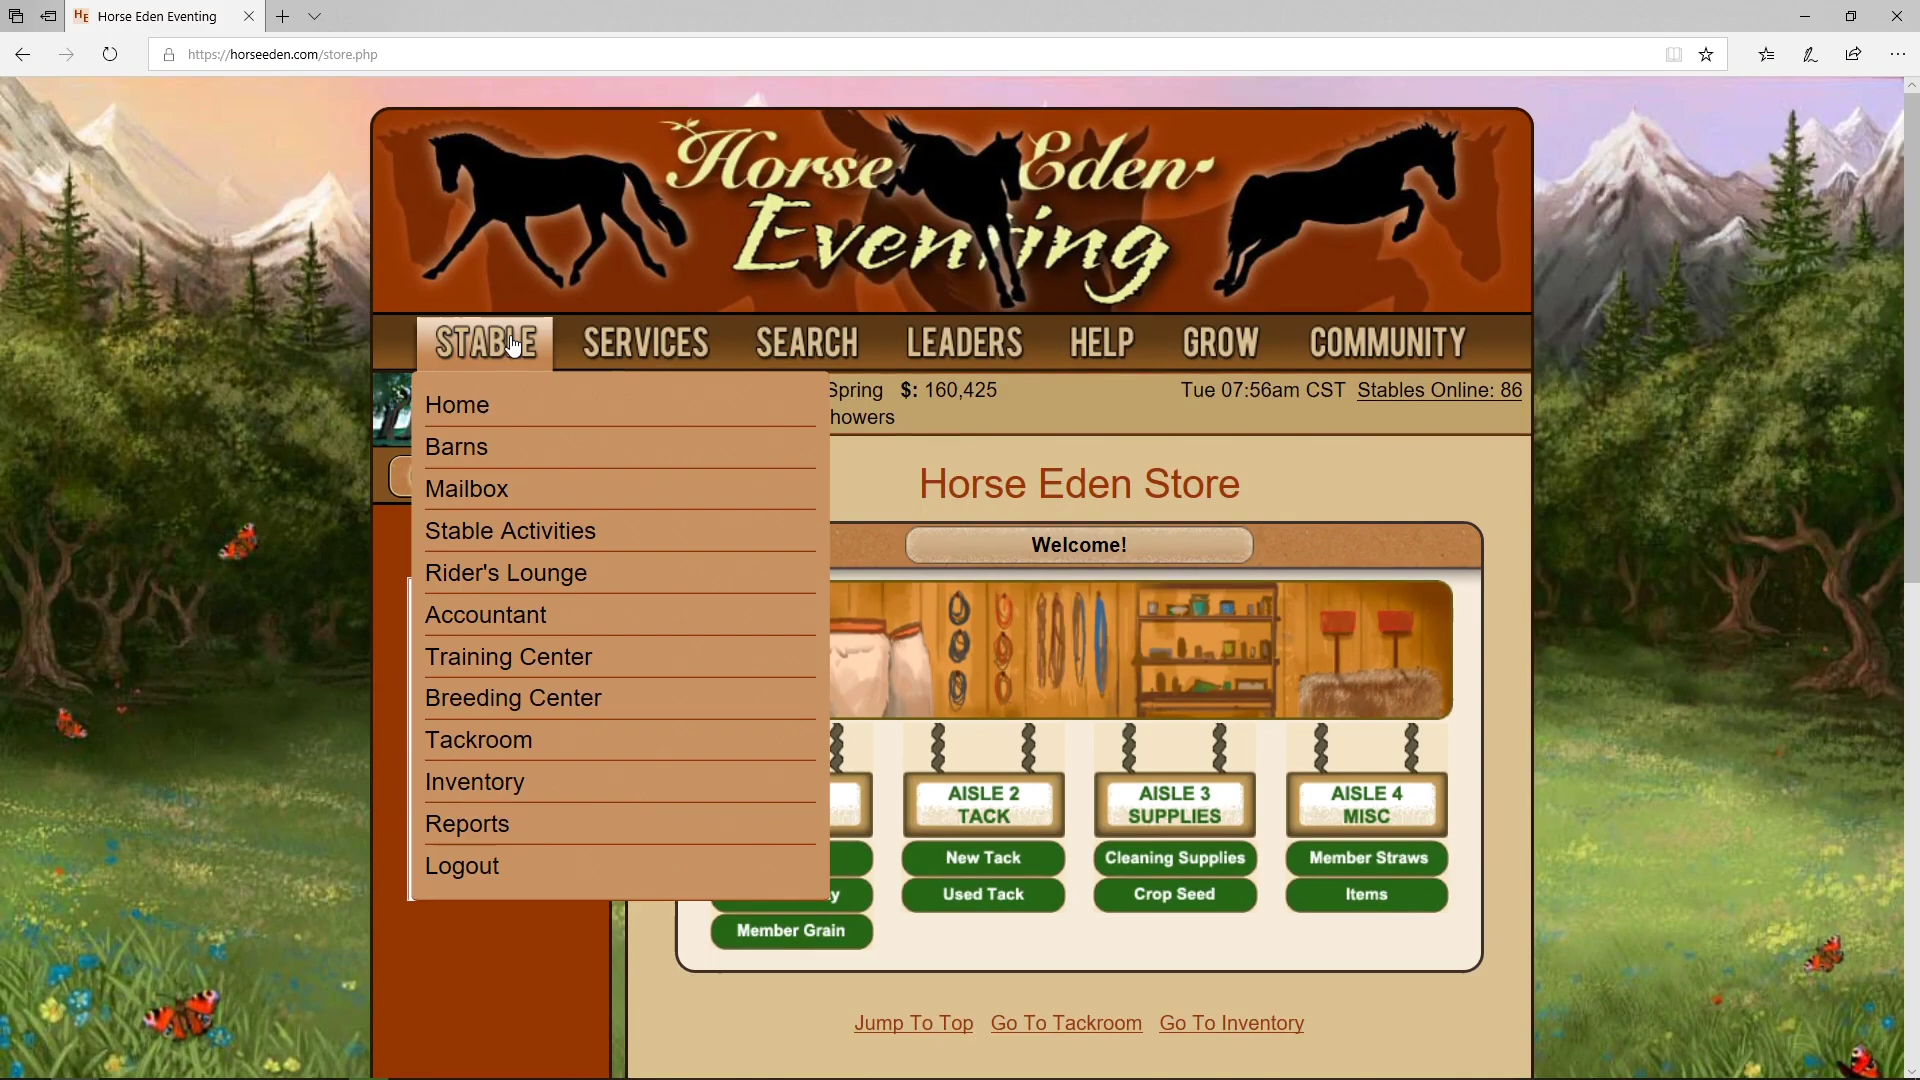 Horse Eden Eventing
https://horseeden.com/store.php
Horse Eden
Eventing
STABLE SERVICES SEARCH LEADERS HELP GROW COMMUNITY
Spring $: 160,425 Tue 07:56am CST Stables Online: 86
howers
Home
Barns
Mailbox
Stable Activities
Rider's Lounge
Accountant
Training Center
Breeding Center
Tackroom
Inventory
Reports
Logout
Horse Eden Store
Welcome!
AISLE 2
TACK
New Tack
Used Tack
AISLE 3
SUPPLIES
Cleaning Supplies
Crop Seed
AISLE 4
MISC
Member Straws
Items
y
Member Grain
Jump To Top Go To Tackroom Go To Inventory